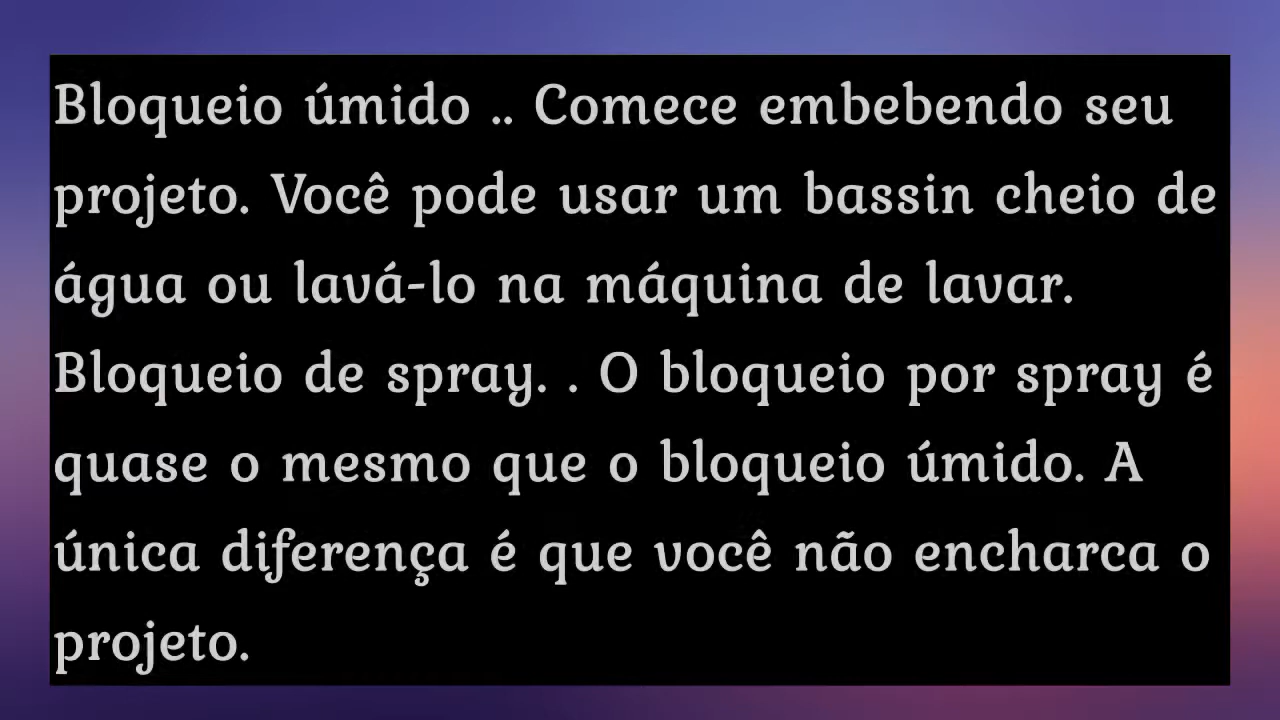 Bloqueio úmido .. Comece embebendo seu
projeto. Você pode usar um bassin cheio de
água ou lavá-lo na máquina de lavar.
Bloqueio de spray. . O bloqueio por spray é
quase o mesmo que o bloqueio úmido. A
única diferença é que você não encharca o
projeto.